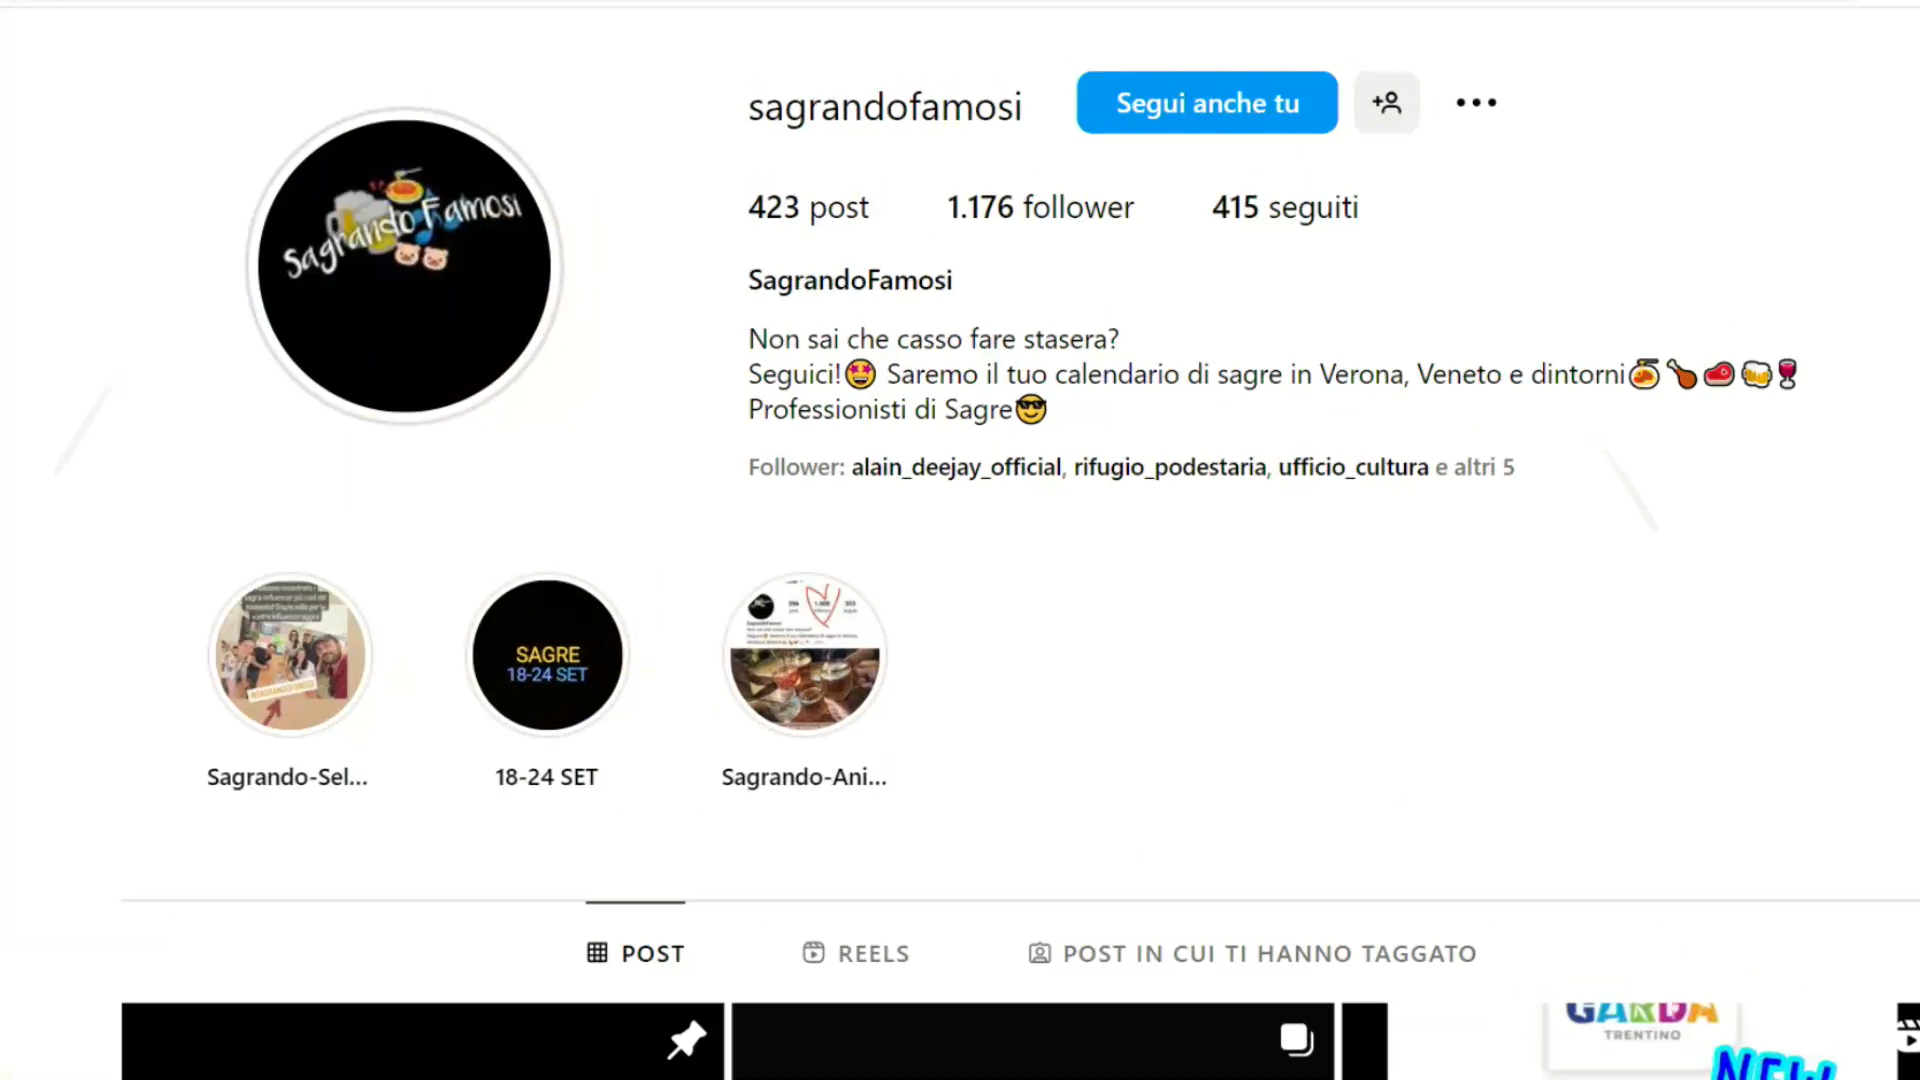 sagrandofamosi
Segui anche tu
423 post
1.176 follower
415 seguiti
Sagrando Famosi
SagrandoFamosi
Non sai che casso fare stasera?
Seguici!🤩 Saremo il tuo calendario di sagre in Verona, Veneto e dintorni🍝🍗🥩🍻🍷
Professionisti di Sagre😎
Follower: alain_deejay_official, rifugio_podestaria, ufficio_cultura e altri 5
SAGRE
18-24 SET
Sagrando-Sel...
18-24 SET
Sagrando-Ani...
POST
REELS
POST IN CUI TI HANNO TAGGATO
GARDA
TRENTINO
NEW